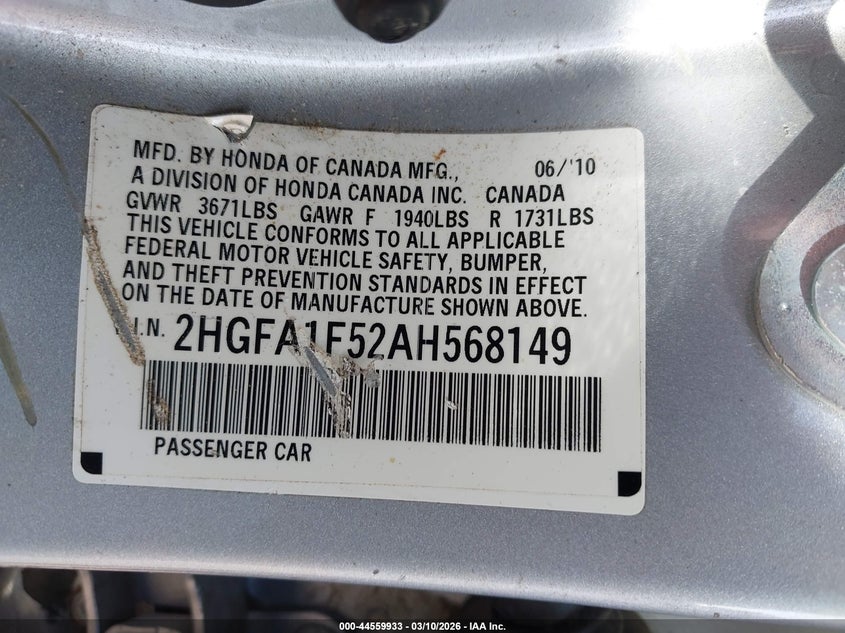 MFD. BY HONDA OF CANADA MFG., 06/'10
A DIVISION OF HONDA CANADA INC. CANADA
GVWR 3671LBS GAWR F 1940LBS R 1731LBS
THIS VEHICLE CONFORMS TO ALL APPLICABLE
FEDERAL MOTOR VEHICLE SAFETY, BUMPER,
AND THEFT PREVENTION STANDARDS IN EFFECT
ON THE DATE OF MANUFACTURE SHOWN ABOVE.
.I.N. 2HGFA1F52AH568149
PASSENGER CAR
000-44559933 - 03/10/2026 - IAA Inc.